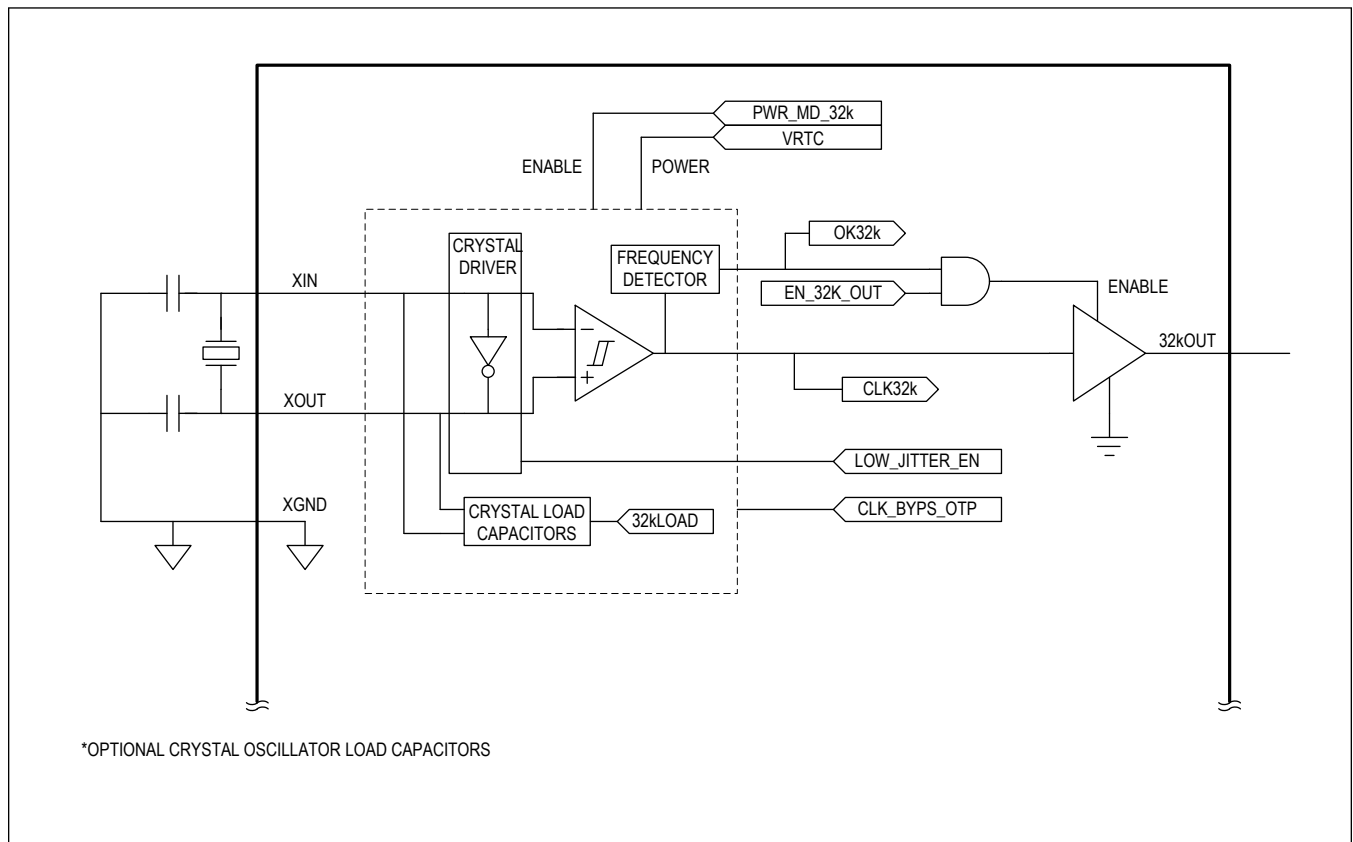 PWR_MD_32k
VRTC
ENABLE
POWER
OK32k
CRYSTAL
DRIVER
FREQUENCY
DETECTOR
XIN
EN_32K_OUT
ENABLE
−
32kOUT
+
CLK32k
XOUT
LOW_JITTER_EN
XGND
CRYSTAL LOAD
CAPACITORS
32kLOAD
CLK_BYPS_OTP
*OPTIONAL CRYSTAL OSCILLATOR LOAD CAPACITORS